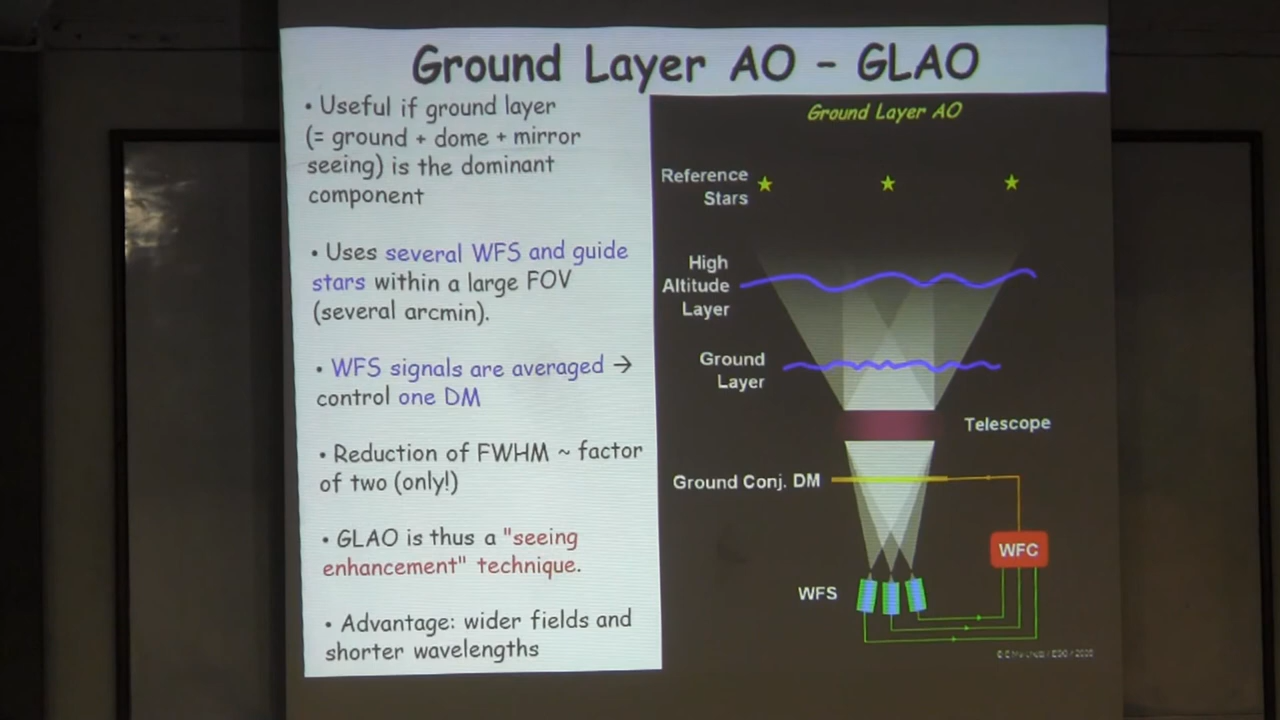 Ground Layer AO – GLAO
• Useful if ground layer
(= ground + dome + mirror
seeing) is the dominant
component
• Uses several WFS and guide
stars within a large FOV
(several arcmin).
• WFS signals are averaged →
control one DM
• Reduction of FWHM ~ factor
of two (only!)
• GLAO is thus a "seeing
enhancement" technique.
• Advantage: wider fields and
shorter wavelengths
Ground Layer AO
Reference
Stars
High
Altitude
Layer
Ground
Layer
Telescope
Ground Conj. DM
WFC
WFS